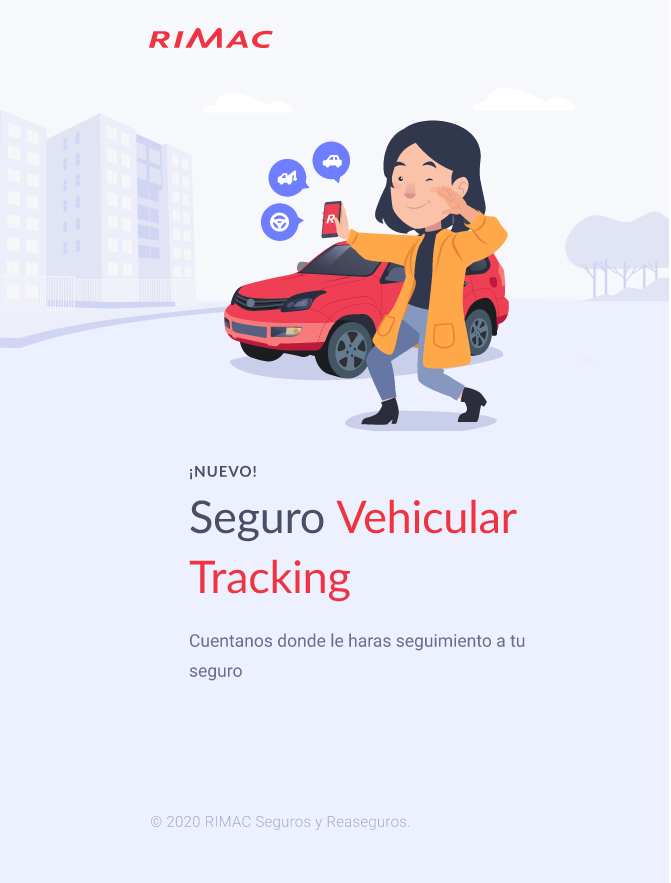 RIMAC
R
¡NUEVO!
Seguro Vehicular
Tracking
Cuentanos donde le haras seguimiento a tu
seguro
© 2020 RIMAC Seguros y Reaseguros.